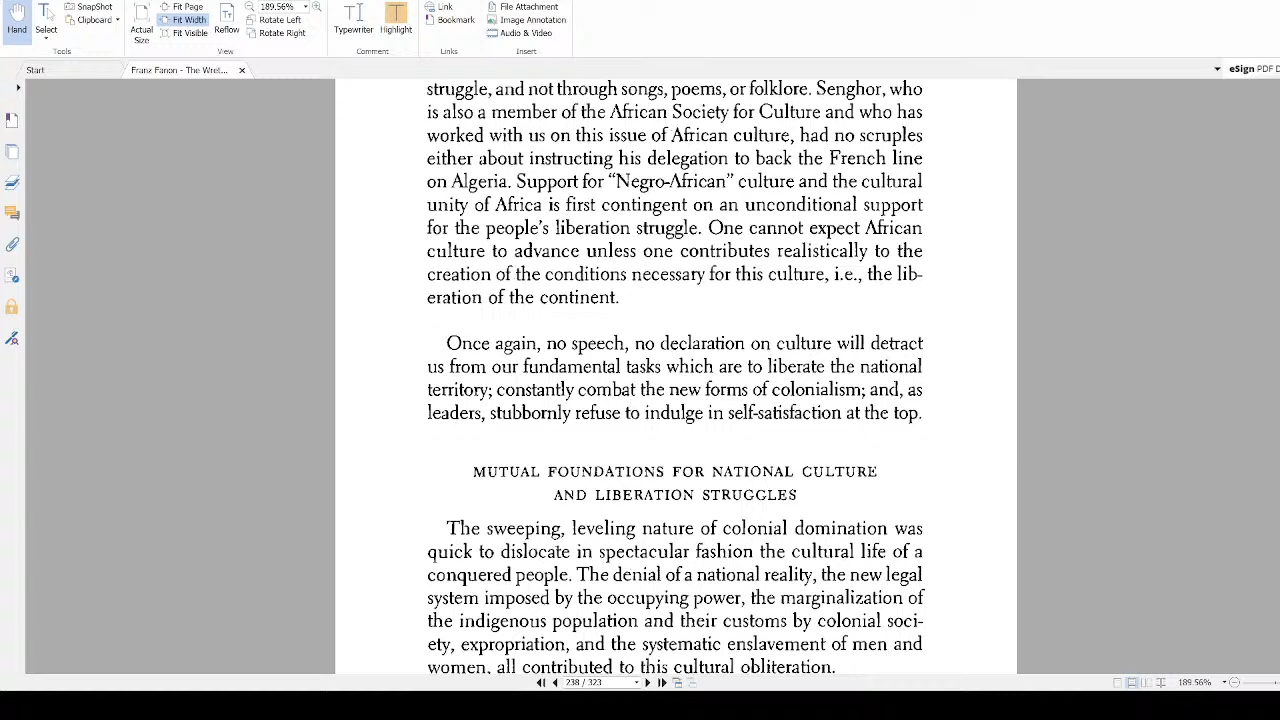 SnapShot
Clipboard
Hand
Select
Tools
Actual
Size
Fit Page
Fit Width
Fit Visible
Reflow
189.56%
Rotate Left
Rotate Right
View
Typewriter
Highlight
Comment
Link
Bookmark
Links
File Attachment
Image Annotation
Audio & Video
Insert
Start
Franz Fanon - The Wret...
eSign PDF D
struggle, and not through songs, poems, or folklore. Senghor, who
is also a member of the African Society for Culture and who has
worked with us on this issue of African culture, had no scruples
either about instructing his delegation to back the French line
on Algeria. Support for “Negro-African” culture and the cultural
unity of Africa is first contingent on an unconditional support
for the people’s liberation struggle. One cannot expect African
culture to advance unless one contributes realistically to the
creation of the conditions necessary for this culture, i.e., the lib-
eration of the continent.
Once again, no speech, no declaration on culture will detract
us from our fundamental tasks which are to liberate the national
territory; constantly combat the new forms of colonialism; and, as
leaders, stubbornly refuse to indulge in self-satisfaction at the top.
MUTUAL FOUNDATIONS FOR NATIONAL CULTURE
AND LIBERATION STRUGGLES
The sweeping, leveling nature of colonial domination was
quick to dislocate in spectacular fashion the cultural life of a
conquered people. The denial of a national reality, the new legal
system imposed by the occupying power, the marginalization of
the indigenous population and their customs by colonial soci-
ety, expropriation, and the systematic enslavement of men and
women, all contributed to this cultural obliteration.
238 / 323
189.56%